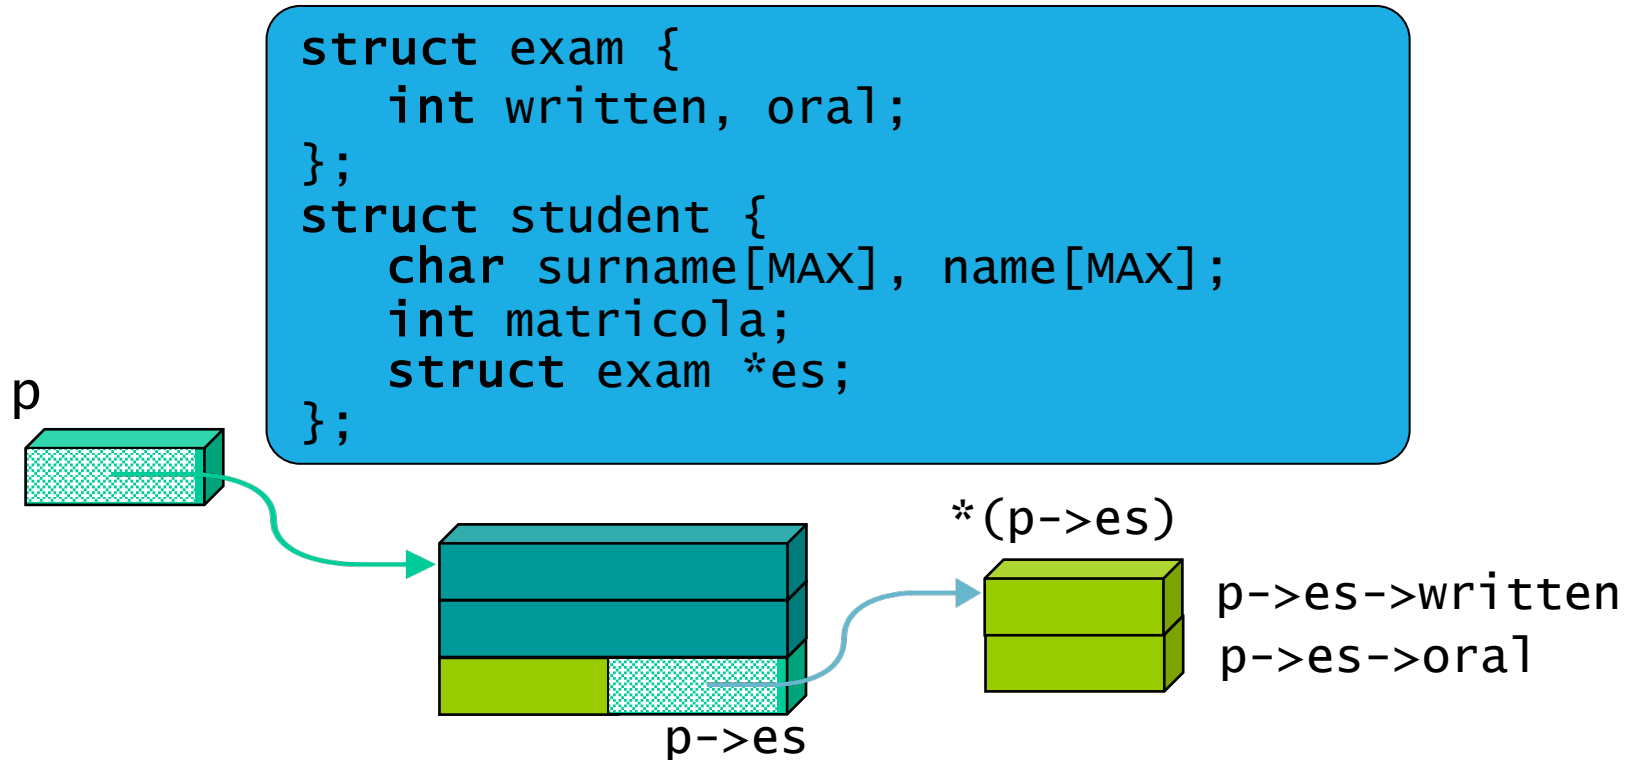 struct exam {
int written, oral;
};
struct student {
char surname[MAX], name[MAX];
int matricola;
struct exam *es;
};
p
*(p->es)
p->es->written
p->es->oral
p->es